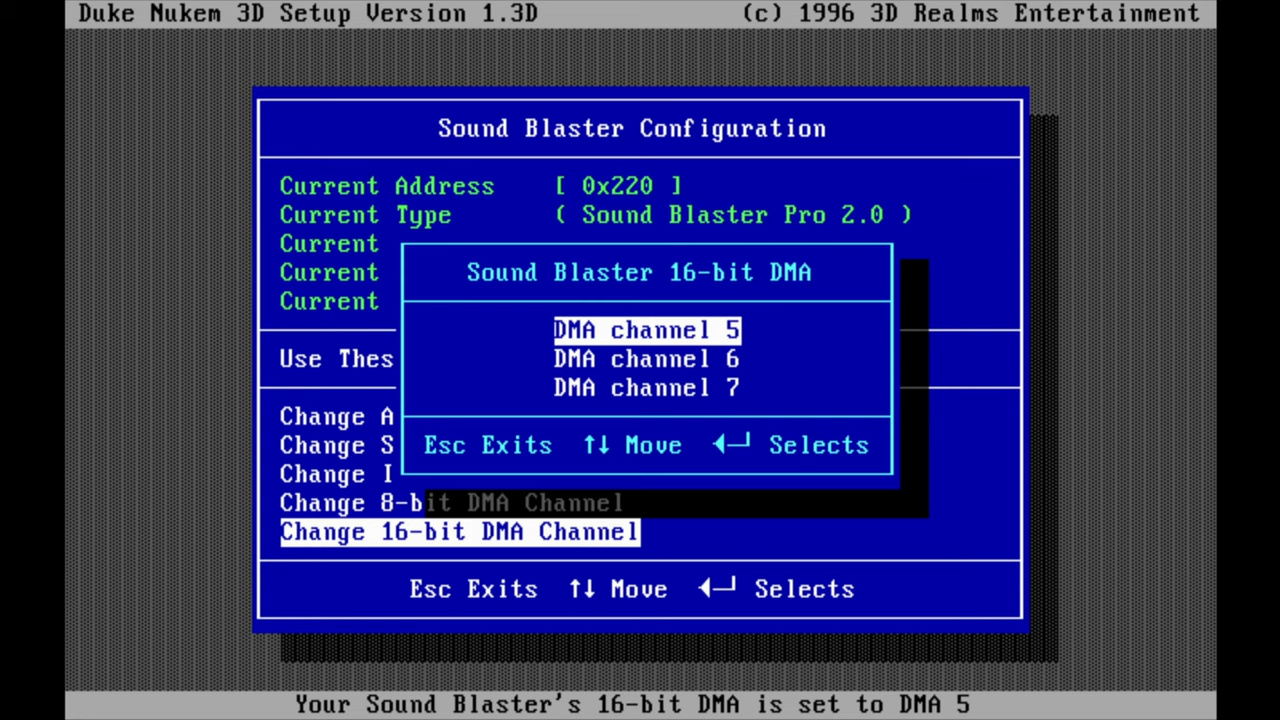 Duke Nukem 3D Setup Version 1.3D (c) 1996 3D Realms Entertainment
Sound Blaster Configuration
Current Address [ 0x220 ]
Current Type ( Sound Blaster Pro 2.0 )
Current
Current
Current
Sound Blaster 16-bit DMA
DMA channel 5
DMA channel 6
DMA channel 7
Esc Exits ↑↓ Move ◄─┘ Selects
Use Thes
Change A
Change S
Change I
Change 8-bit DMA Channel
Change 16-bit DMA Channel
Esc Exits ↑↓ Move ◄─┘ Selects
Your Sound Blaster's 16-bit DMA is set to DMA 5